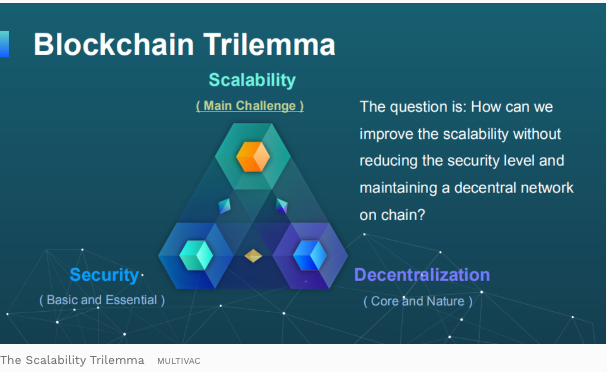 Blockchain Trilemma
Scalability
( Main Challenge )
The question is: How can we
improve the scalability without
reducing the security level and
maintaining a decentral network
on chain?
Security
( Basic and Essential )
Decentralization
( Core and Nature )
The Scalability Trilemma MULTIVAC